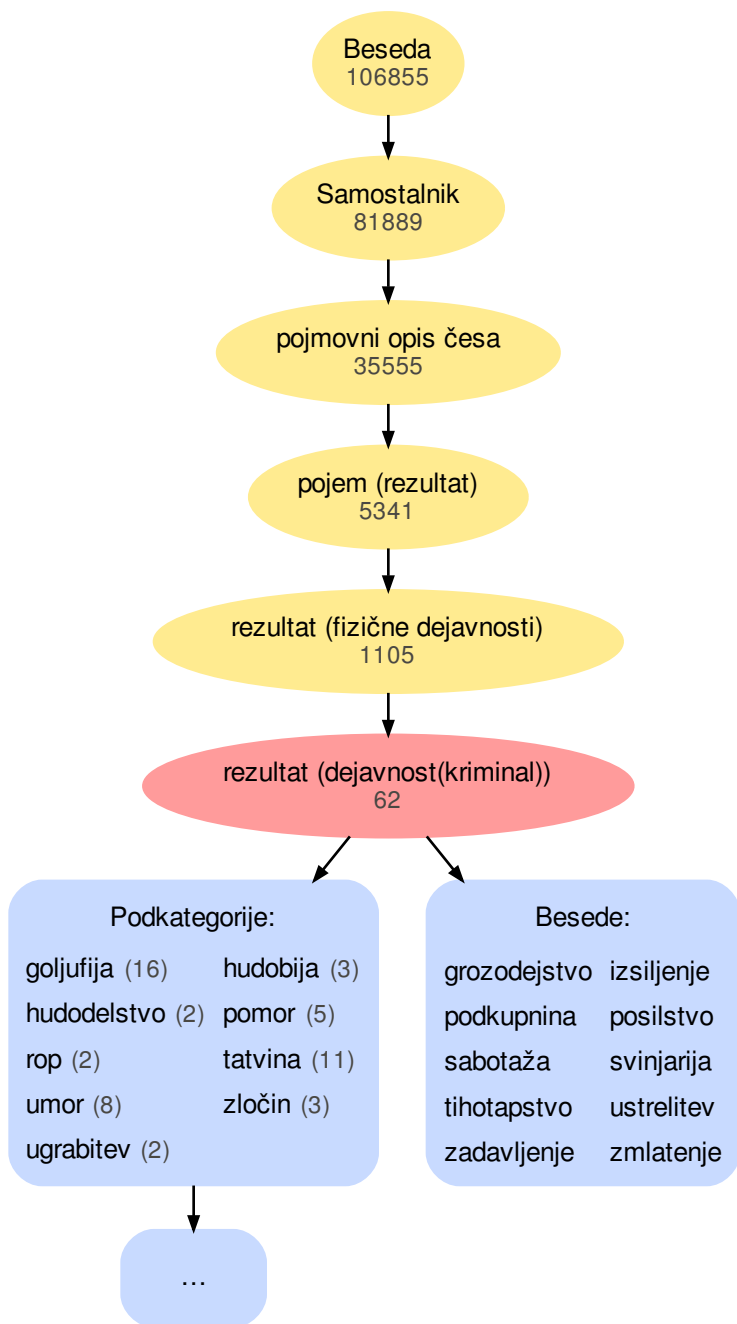 Beseda
106855
Samostalnik
81889
pojmovni opis česa
35555
pojem (rezultat)
5341
rezultat (fizične dejavnosti)
1105
rezultat (dejavnost(kriminal))
62
Podkategorije:
goljufija (16) hudobija (3)
hudodelstvo (2) pomor (5)
rop (2) tatvina (11)
umor (8) zločin (3)
ugrabitev (2)
...
Besede:
grozodejstvo izsiljenje
podkupnina posilstvo
sabotaža svinjarija
tihotapstvo ustrelitev
zadavljenje zmlatenje